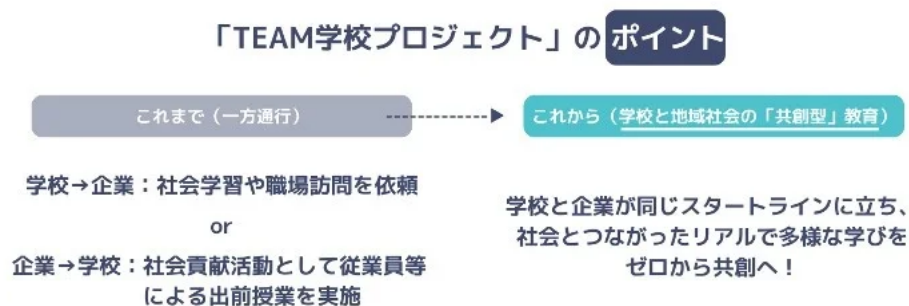 「TEAM学校プロジェクト」の ポイント
これまで（一方通行）
これから（学校と地域社会の「共創型」教育）
学校→企業：社会学習や職場訪問を依頼
or
企業→学校：社会貢献活動として従業員等
による出前授業を実施
学校と企業が同じスタートラインに立ち、
社会とつながったリアルで多様な学びを
ゼロから共創へ！